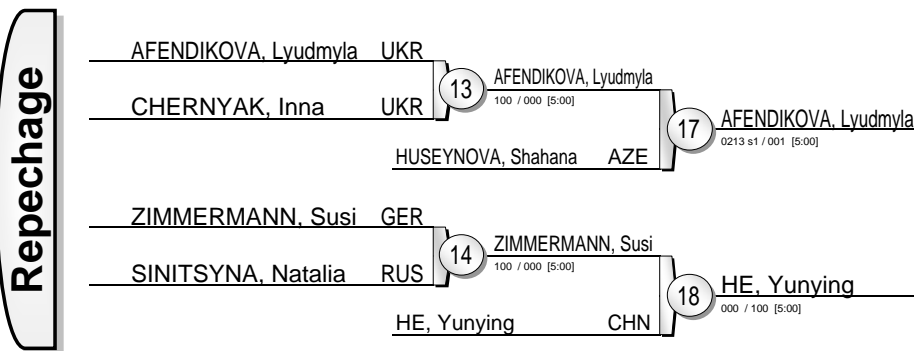 Repechage
AFENDIKOVA, Lyudmyla UKR
CHERNYAK, Inna UKR
13
AFENDIKOVA, Lyudmyla
100 / 000 [5:00]
HUSEYNOVA, Shahana AZE
17
AFENDIKOVA, Lyudmyla
0213 s1 / 001 [5:00]
ZIMMERMANN, Susi GER
SINITSYNA, Natalia RUS
14
ZIMMERMANN, Susi
100 / 000 [5:00]
HE, Yunying CHN
18
HE, Yunying
000 / 100 [5:00]